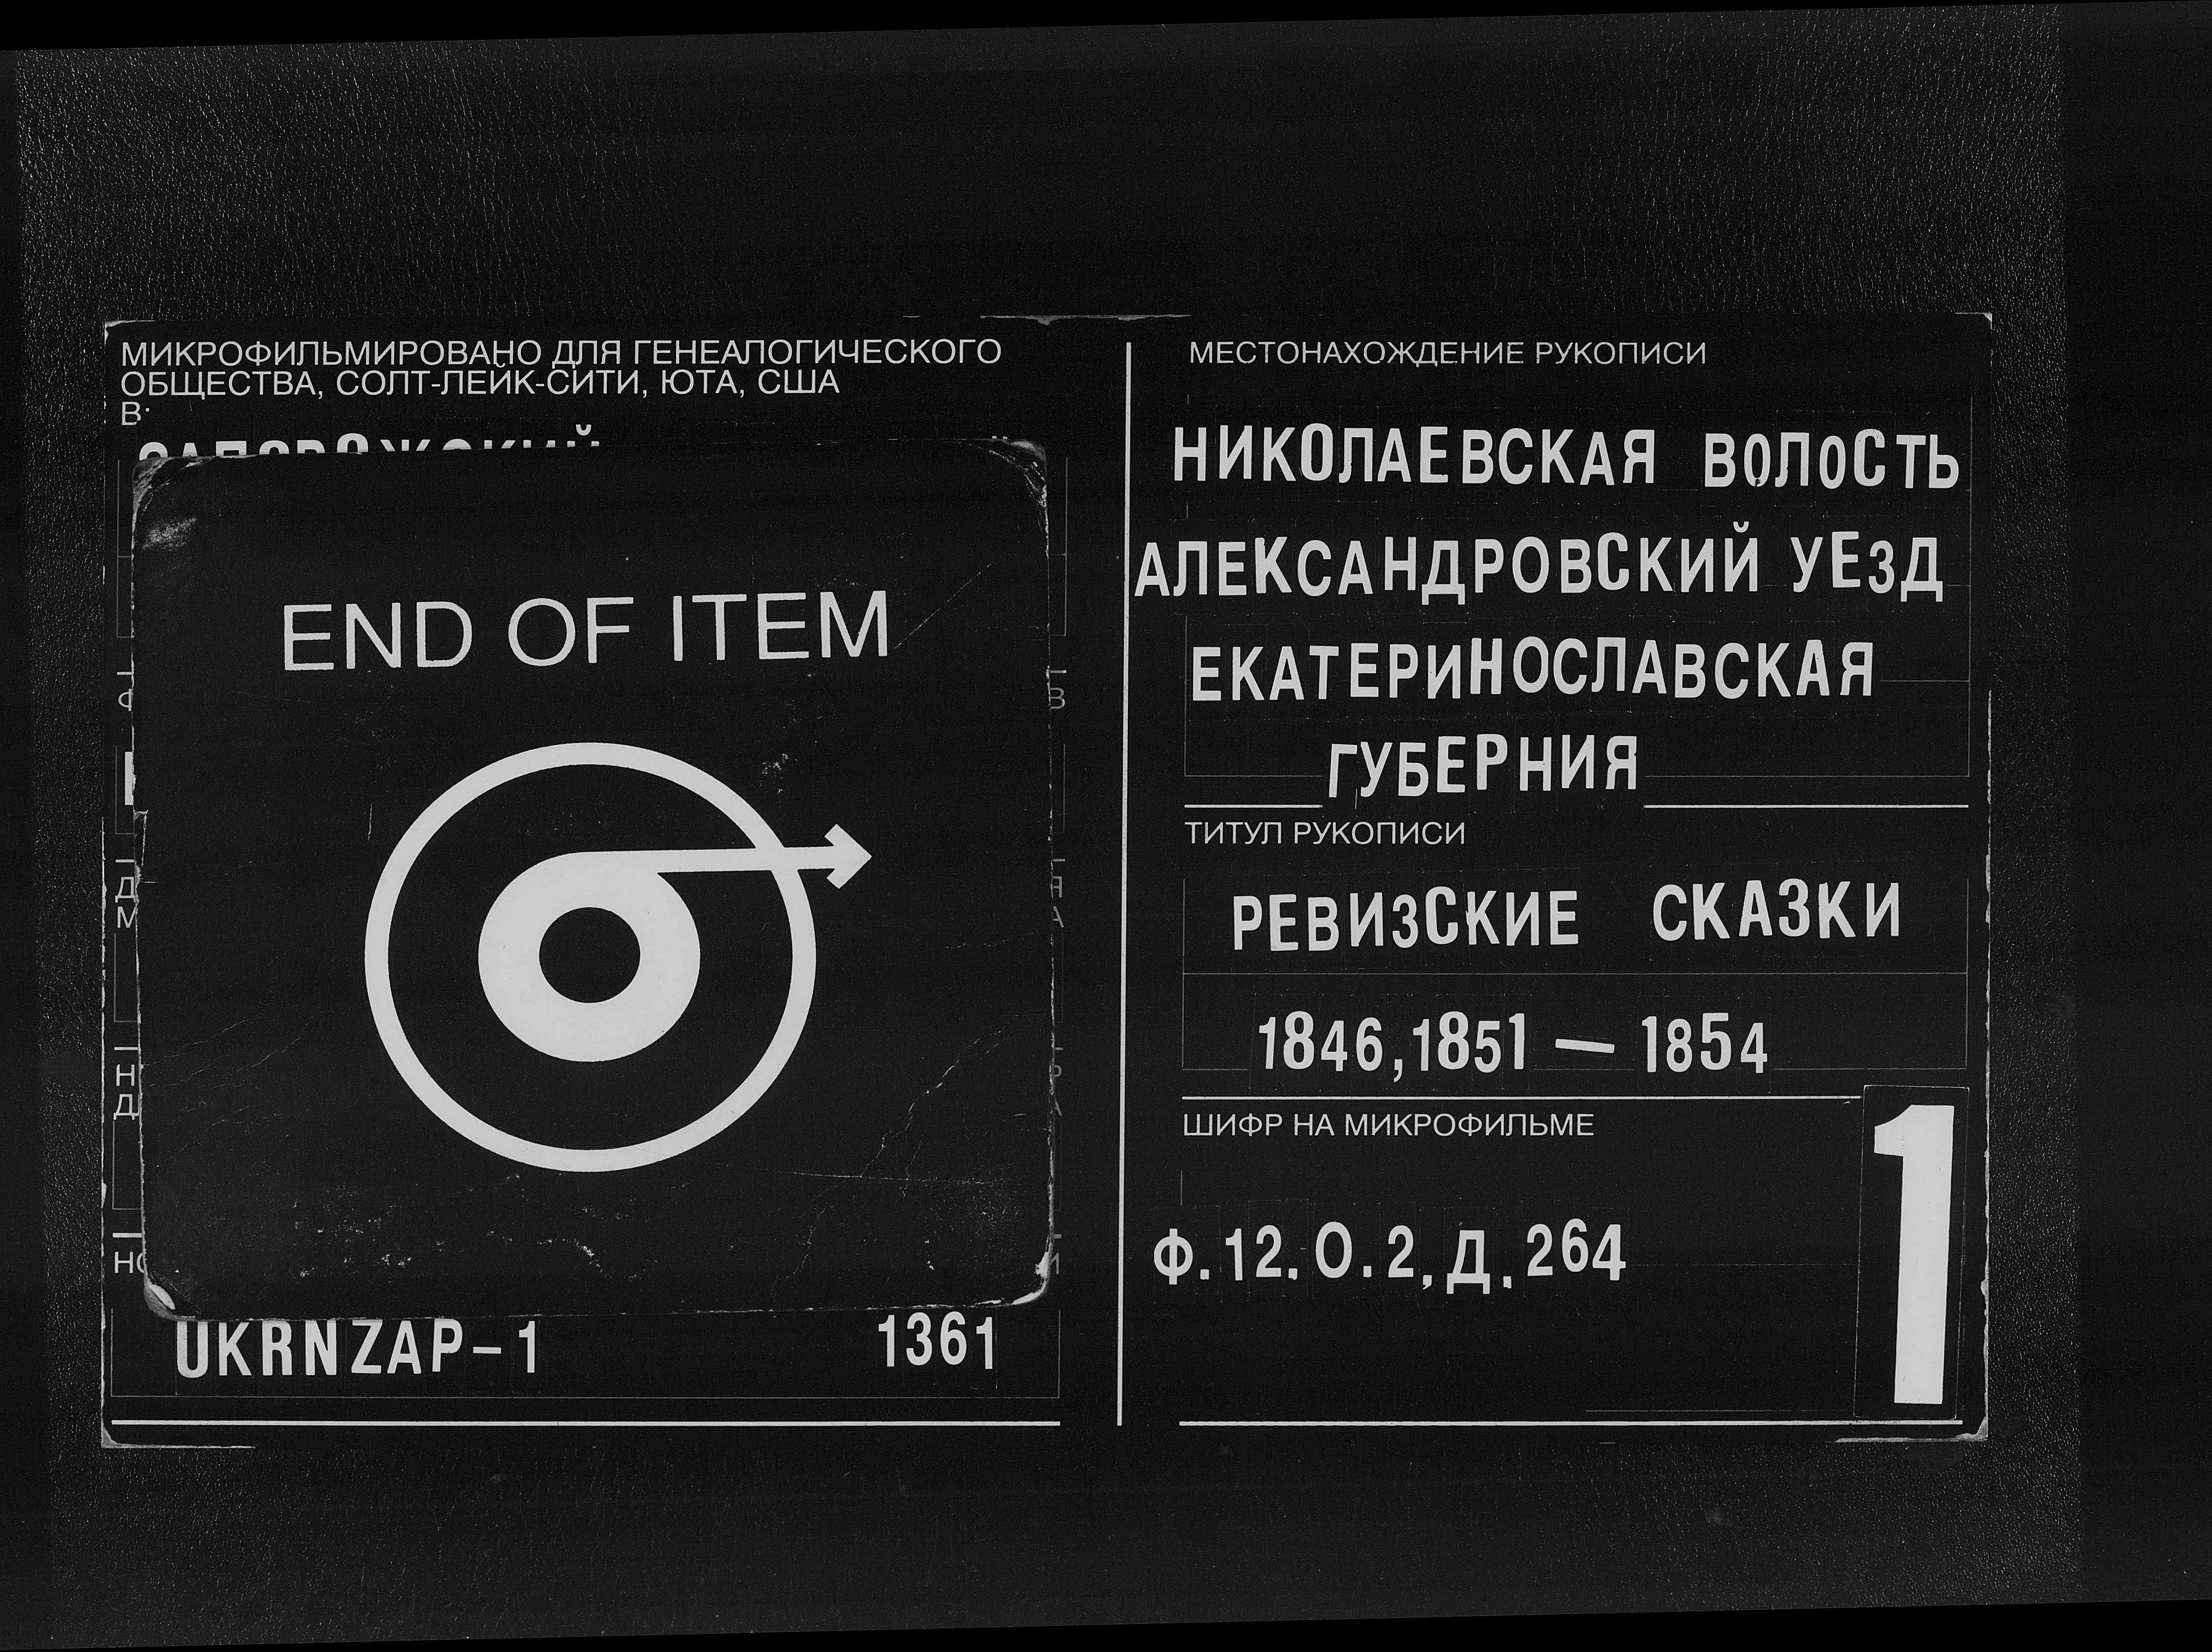 МИКРОФИЛЬМИРОВАНО ДЛЯ ГЕНЕАЛОГИЧЕСКОГО
ОБЩЕСТВА, СОЛТ-ЛЕЙК-СИТИ, ЮТА, США
В:
END OF ITEM
UKRNZAP-1 1361
МЕСТОНАХОЖДЕНИЕ РУКОПИСИ
НИКОЛАЕВСКАЯ ВОЛОСТЬ
АЛЕКСАНДРОВСКИЙ УЕЗД
ЕКАТЕРИНОСЛАВСКАЯ
ГУБЕРНИЯ
ТИТУЛ РУКОПИСИ
РЕВИЗСКИЕ СКАЗКИ
1846,1851 — 1854
ШИФР НА МИКРОФИЛЬМЕ
Ф.12.О.2,Д.264
1